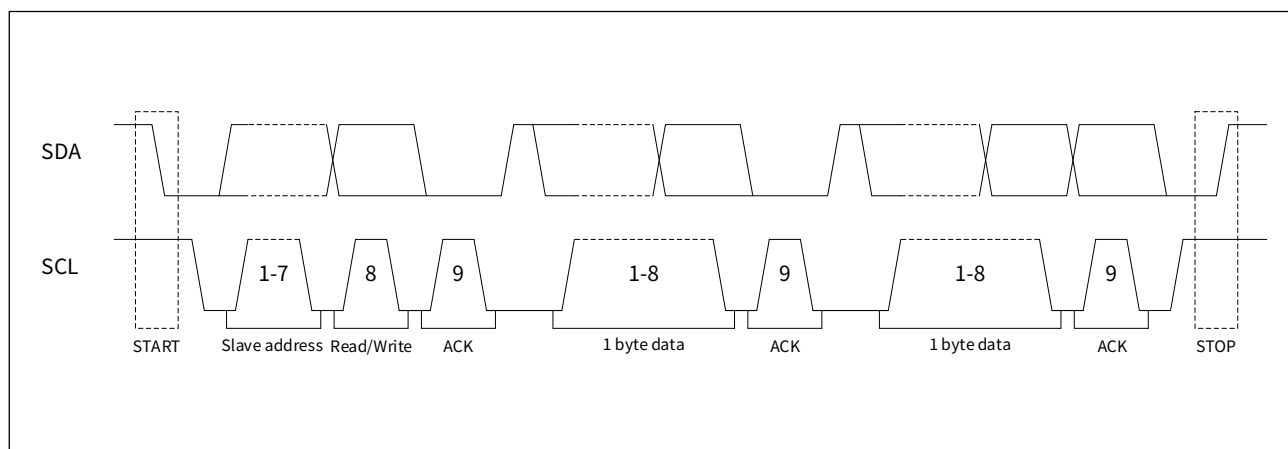 SDA
SCL
1-7 8 9 1-8 9 1-8 9
START Slave address Read/Write ACK 1 byte data ACK 1 byte data ACK STOP